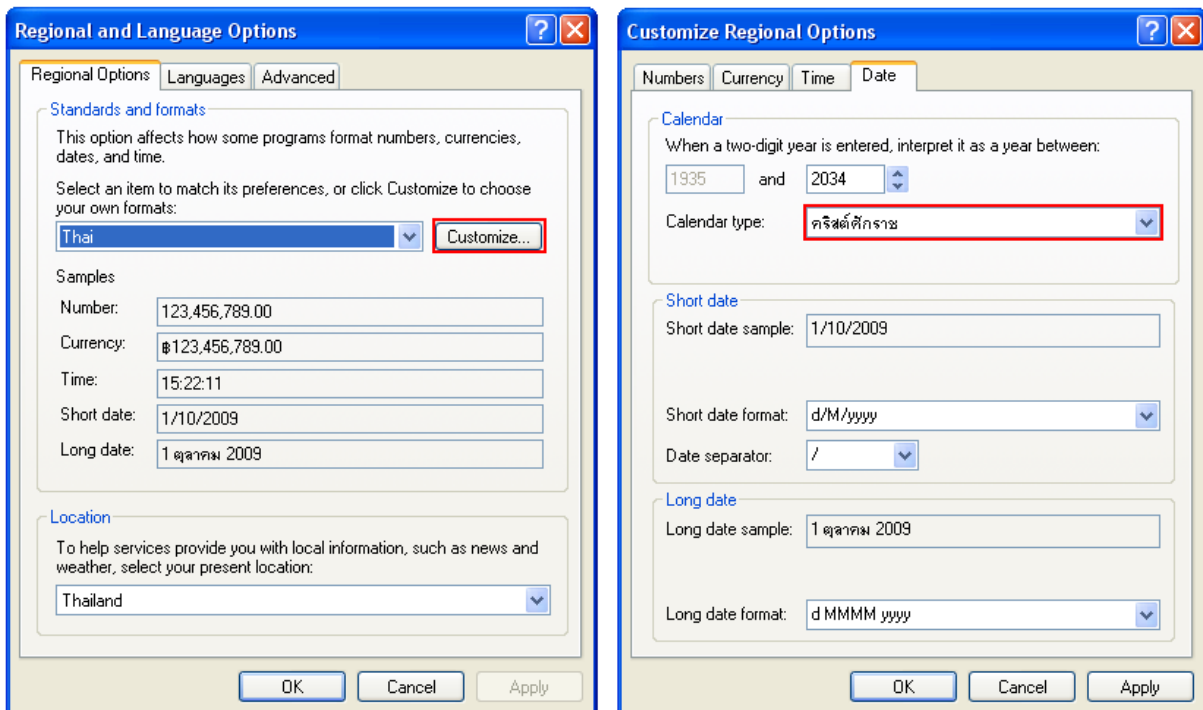 Regional and Language Options
Regional Options Languages Advanced
Standards and formats
This option affects how some programs format numbers, currencies,
dates, and time.
Select an item to match its preferences, or click Customize to choose
your own formats:
Thai Customize...
Samples
Number: 123,456,789.00
Currency: ฿123,456,789.00
Time: 15:22:11
Short date: 1/10/2009
Long date: 1 ตุลาคม 2009
Location
To help services provide you with local information, such as news and
weather, select your present location:
Thailand
OK Cancel Apply
Customize Regional Options
Numbers Currency Time Date
Calendar
When a two-digit year is entered, interpret it as a year between:
1935 and 2034
Calendar type: คริสต์ศักราช
Short date
Short date sample: 1/10/2009
Short date format: d/M/yyyy
Date separator: /
Long date
Long date sample: 1 ตุลาคม 2009
Long date format: d MMMM yyyy
OK Cancel Apply